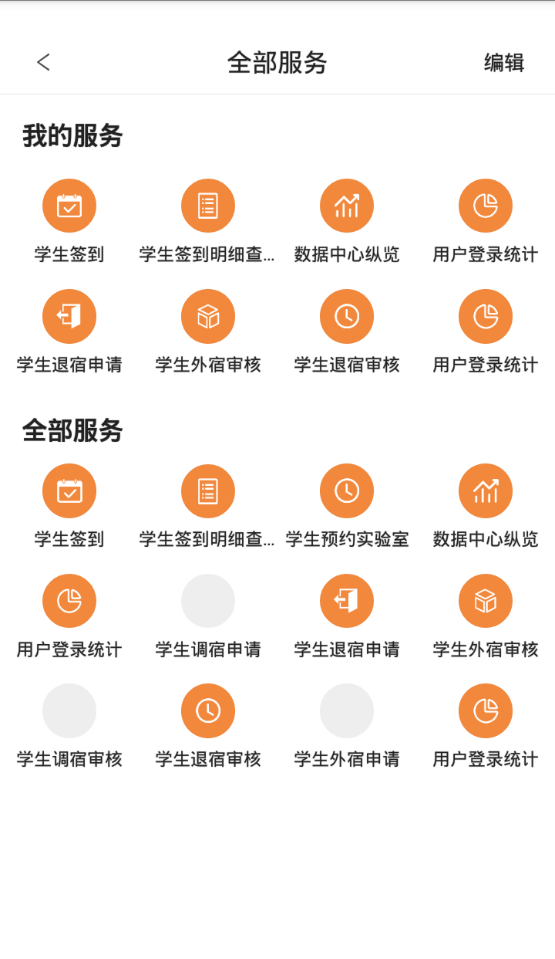 全部服务 编辑
我的服务
学生签到 学生签到明细查... 数据中心纵览 用户登录统计
学生退宿申请 学生外宿审核 学生退宿审核 用户登录统计
全部服务
学生签到 学生签到明细查... 学生预约实验室 数据中心纵览
用户登录统计 学生调宿申请 学生退宿申请 学生外宿审核
学生调宿审核 学生退宿审核 学生外宿申请 用户登录统计